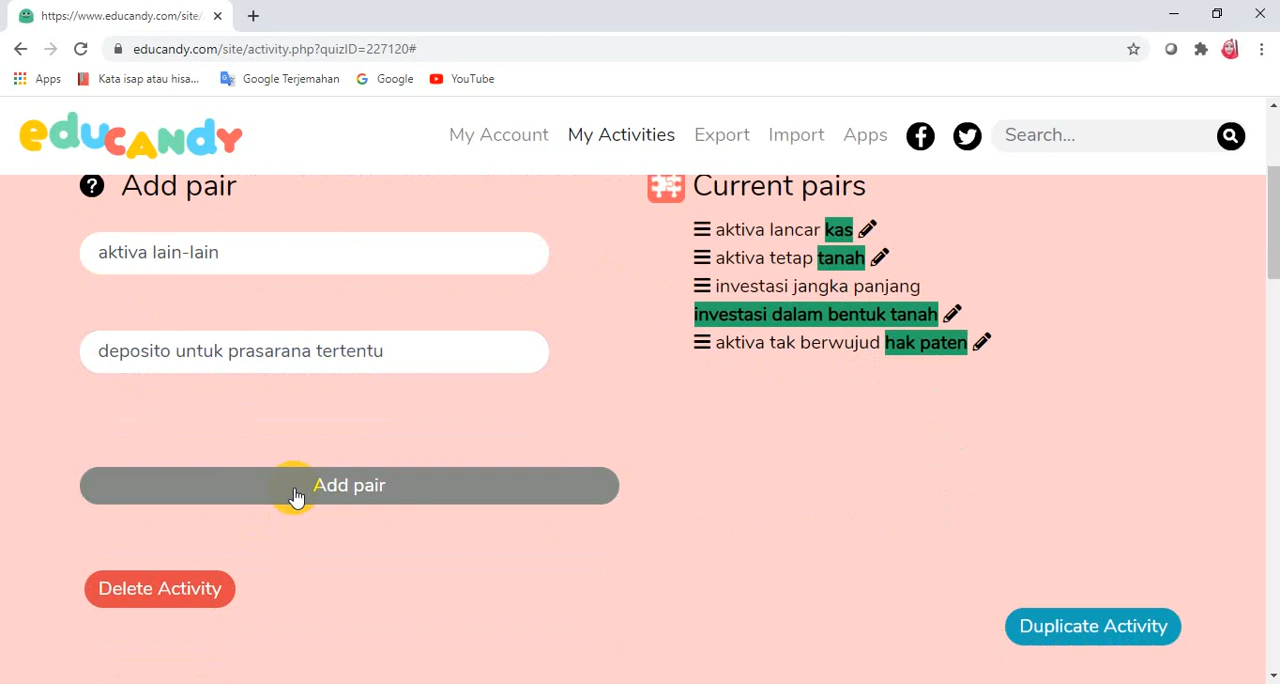 https://www.educandy.com/site/
educandy.com/site/activity.php?quizID=227120#
Apps
Kata isap atau hisa...
Google Terjemahan
Google
YouTube
eduCANDY
My Account
My Activities
Export
Import
Apps
Search...
Add pair
Current pairs
aktiva lain-lain
deposito untuk prasarana tertentu
Add pair
Delete Activity
aktiva lancar kas
aktiva tetap tanah
investasi jangka panjang
investasi dalam bentuk tanah
aktiva tak berwujud hak paten
Duplicate Activity